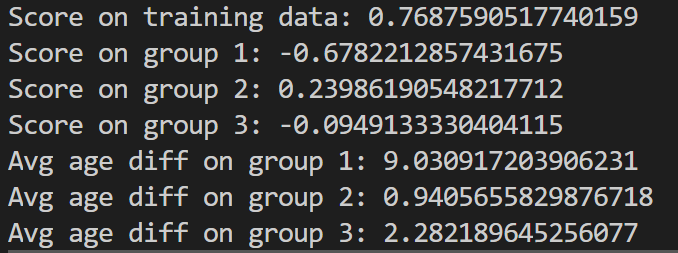 Score on training data: 0.7687590517740159
Score on group 1: -0.6782212857431675
Score on group 2: 0.23986190548217712
Score on group 3: -0.0949133330404115
Avg age diff on group 1: 9.030917203906231
Avg age diff on group 2: 0.9405655829876718
Avg age diff on group 3: 2.282189645256077